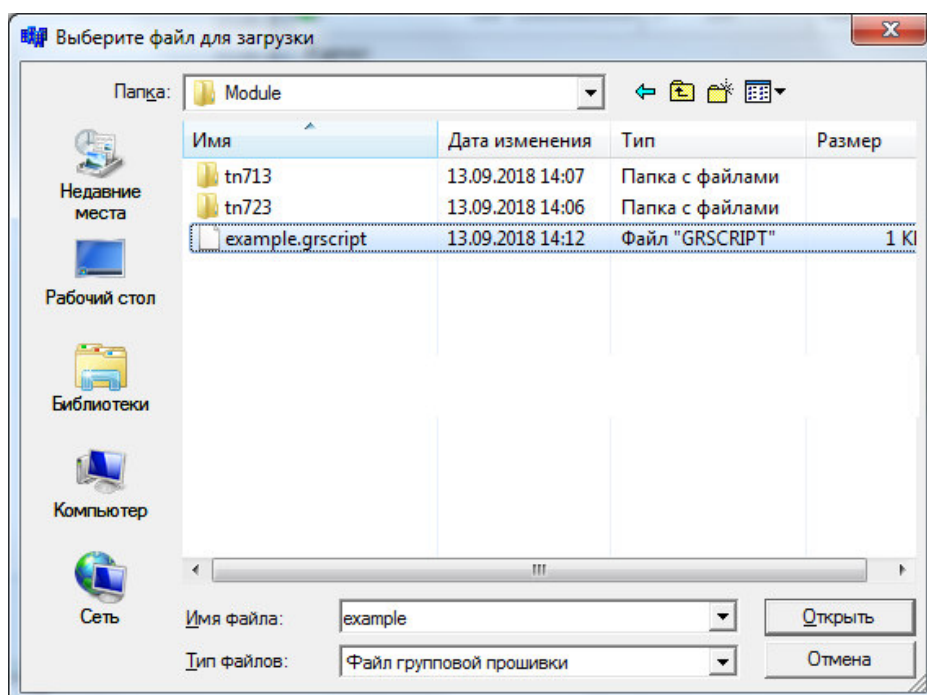 Выберите файл для загрузки
Папка: Module
Имя Дата изменения Тип Размер
tn713 13.09.2018 14:07 Папка с файлами
tn723 13.09.2018 14:06 Папка с файлами
example.grscript 13.09.2018 14:12 Файл "GRSCRIPT" 1
Недавние
места
Рабочий стол
Библиотеки
Компьютер
Сеть
Имя файла: example Открыть
Тип файлов: Файл групповой прошивки Отмена